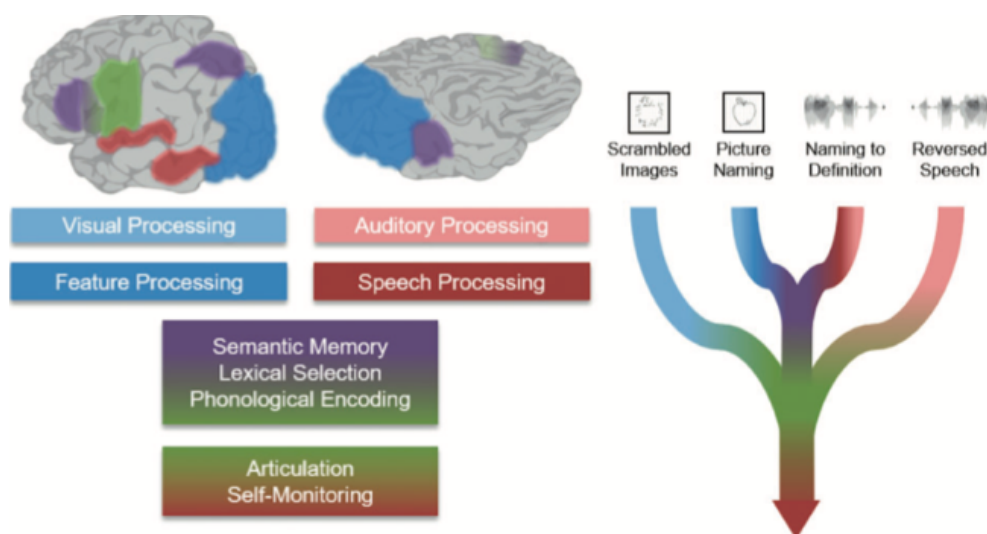 Scrambled
Images
Picture
Naming
Naming to
Definition
Reversed
Speech
Visual Processing
Auditory Processing
Feature Processing
Speech Processing
Semantic Memory
Lexical Selection
Phonological Encoding
Articulation
Self-Monitoring